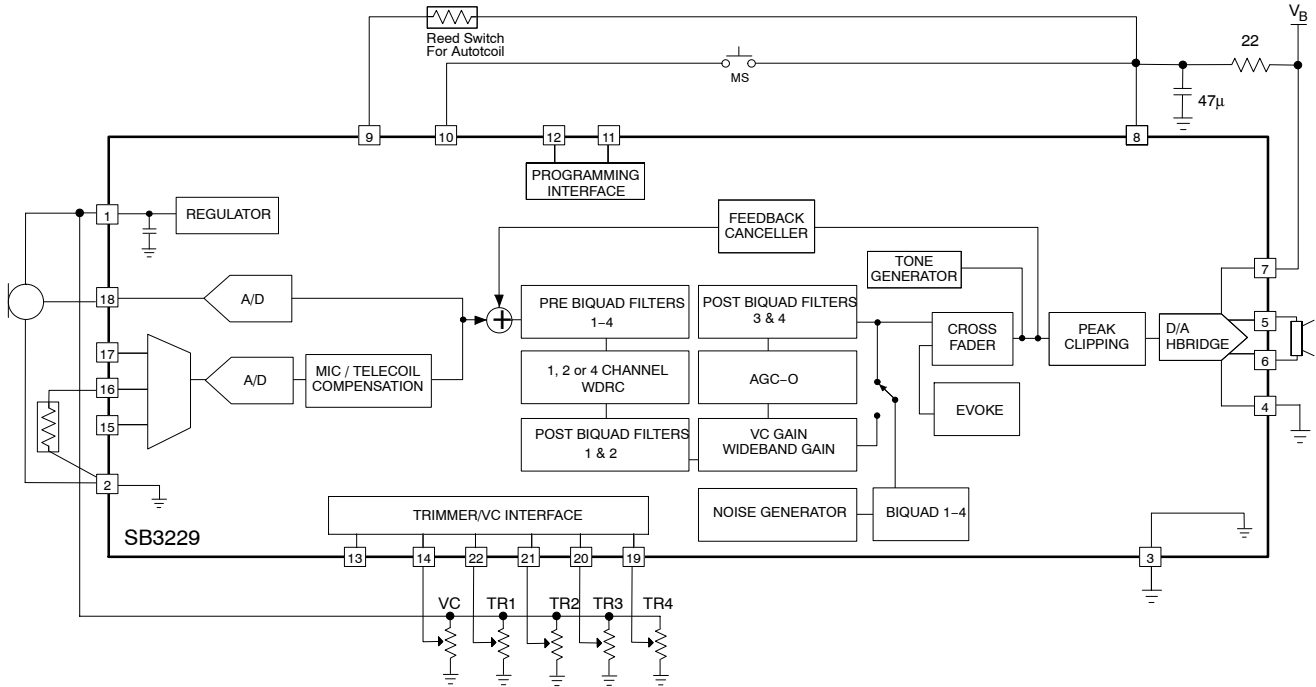 VB
Reed Switch
For Autotcoil
22
MS
47μ
9
10
12
11
8
PROGRAMMING
INTERFACE
1
REGULATOR
FEEDBACK
CANCELLER
TONE
GENERATOR
7
18
A/D
PRE BIQUAD FILTERS
1–4
POST BIQUAD FILTERS
3 & 4
CROSS
FADER
PEAK
CLIPPING
D/A
HBRIDGE
5
6
17
16
15
A/D
MIC / TELECOIL
COMPENSATION
1, 2 or 4 CHANNEL
WDRC
AGC–O
EVOKE
4
POST BIQUAD FILTERS
1 & 2
VC GAIN
WIDEBAND GAIN
2
NOISE GENERATOR
BIQUAD 1–4
TRIMMER/VC INTERFACE
SB3229
13
14
22
21
20
19
3
VC
TR1
TR2
TR3
TR4